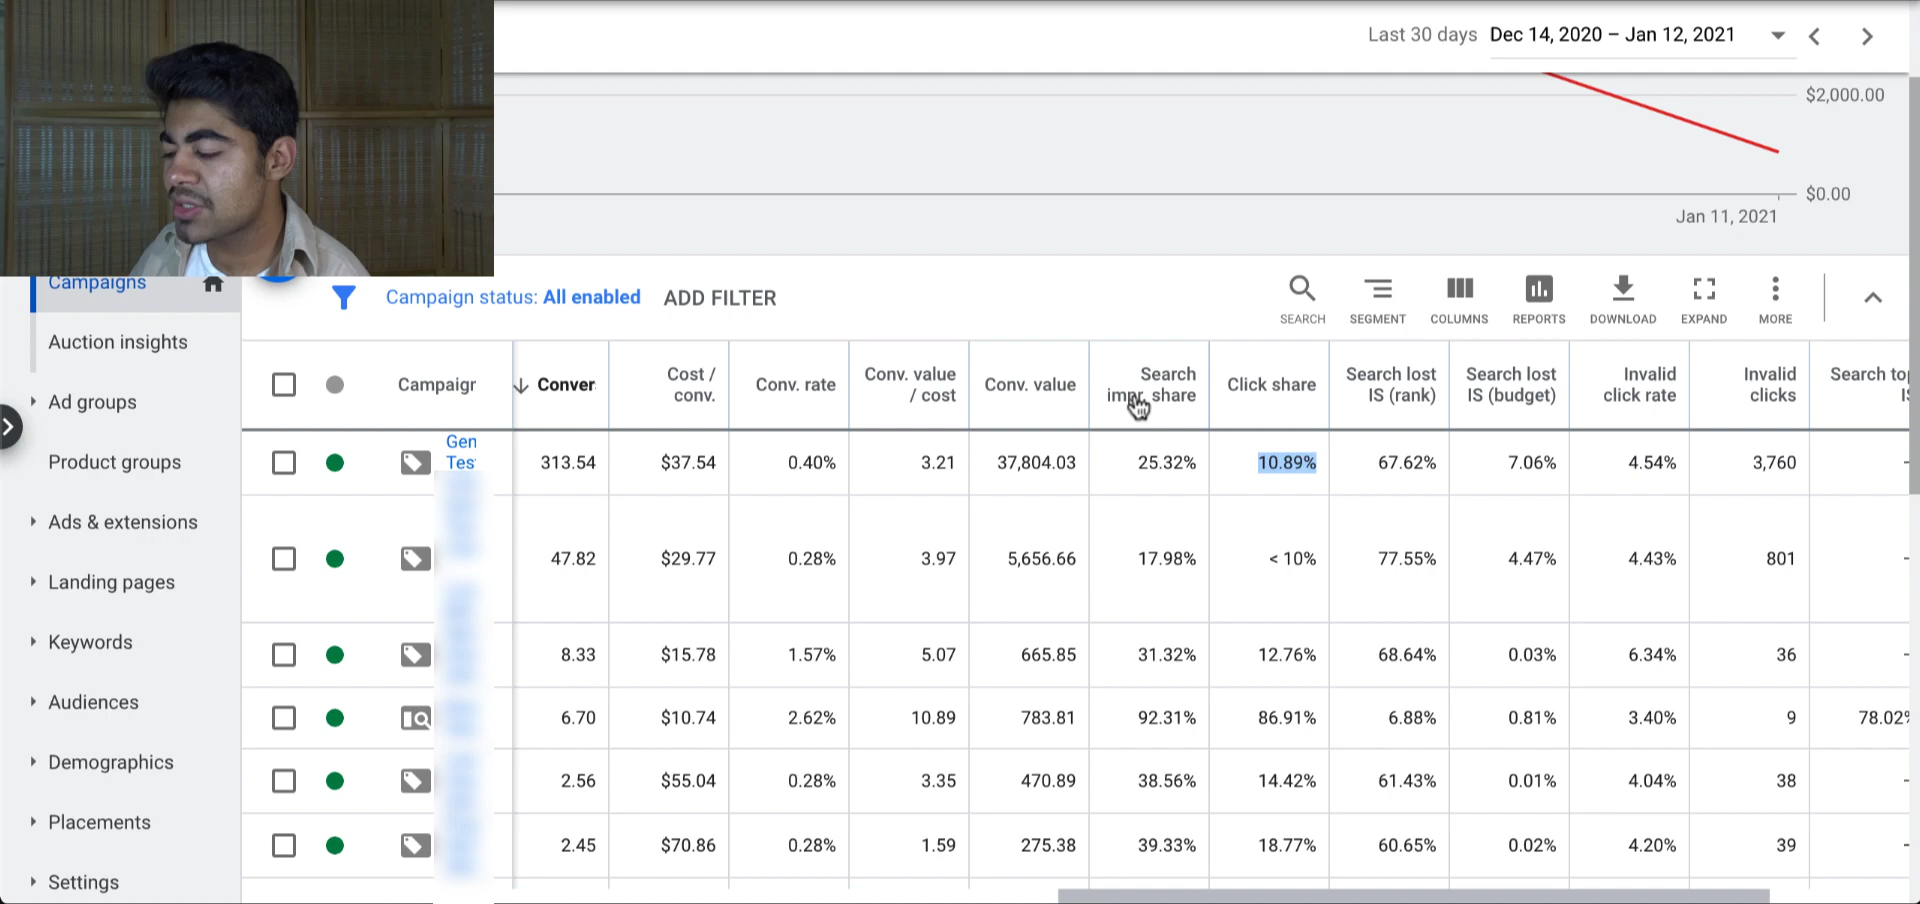 Last 30 days Dec 14, 2020 – Jan 12, 2021
$2,000.00
$0.00
Jan 11, 2021
Campaigns
Auction insights
Ad groups
Product groups
Ads & extensions
Landing pages
Keywords
Audiences
Demographics
Placements
Settings
Campaign status: All enabled ADD FILTER
SEARCH SEGMENT COLUMNS REPORTS DOWNLOAD EXPAND MORE
Campaigr
Conver
Cost /
conv.
Conv. rate
Conv. value
/ cost
Conv. value
Search
impr. share
Click share
Search lost
IS (rank)
Search lost
IS (budget)
Invalid
click rate
Invalid
clicks
Search top
IS
Gen
Tes
313.54 $37.54 0.40% 3.21 37,804.03 25.32% 10.89% 67.62% 7.06% 4.54% 3,760 -
47.82 $29.77 0.28% 3.97 5,656.66 17.98% < 10% 77.55% 4.47% 4.43% 801 -
8.33 $15.78 1.57% 5.07 665.85 31.32% 12.76% 68.64% 0.03% 6.34% 36 -
6.70 $10.74 2.62% 10.89 783.81 92.31% 86.91% 6.88% 0.81% 3.40% 9 78.02%
2.56 $55.04 0.28% 3.35 470.89 38.56% 14.42% 61.43% 0.01% 4.04% 38 -
2.45 $70.86 0.28% 1.59 275.38 39.33% 18.77% 60.65% 0.02% 4.20% 39 -